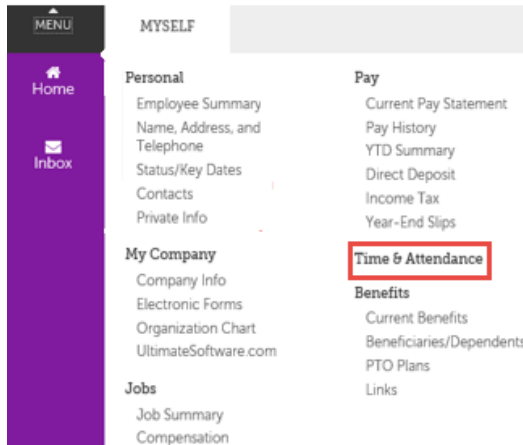 MENU
MYSELF
Home
Inbox
Personal
Employee Summary
Name, Address, and
Telephone
Status/Key Dates
Contacts
Private Info
My Company
Company Info
Electronic Forms
Organization Chart
UltimateSoftware.com
Jobs
Job Summary
Compensation
Pay
Current Pay Statement
Pay History
YTD Summary
Direct Deposit
Income Tax
Year-End Slips
Time & Attendance
Benefits
Current Benefits
Beneficiaries/Dependents
PTO Plans
Links